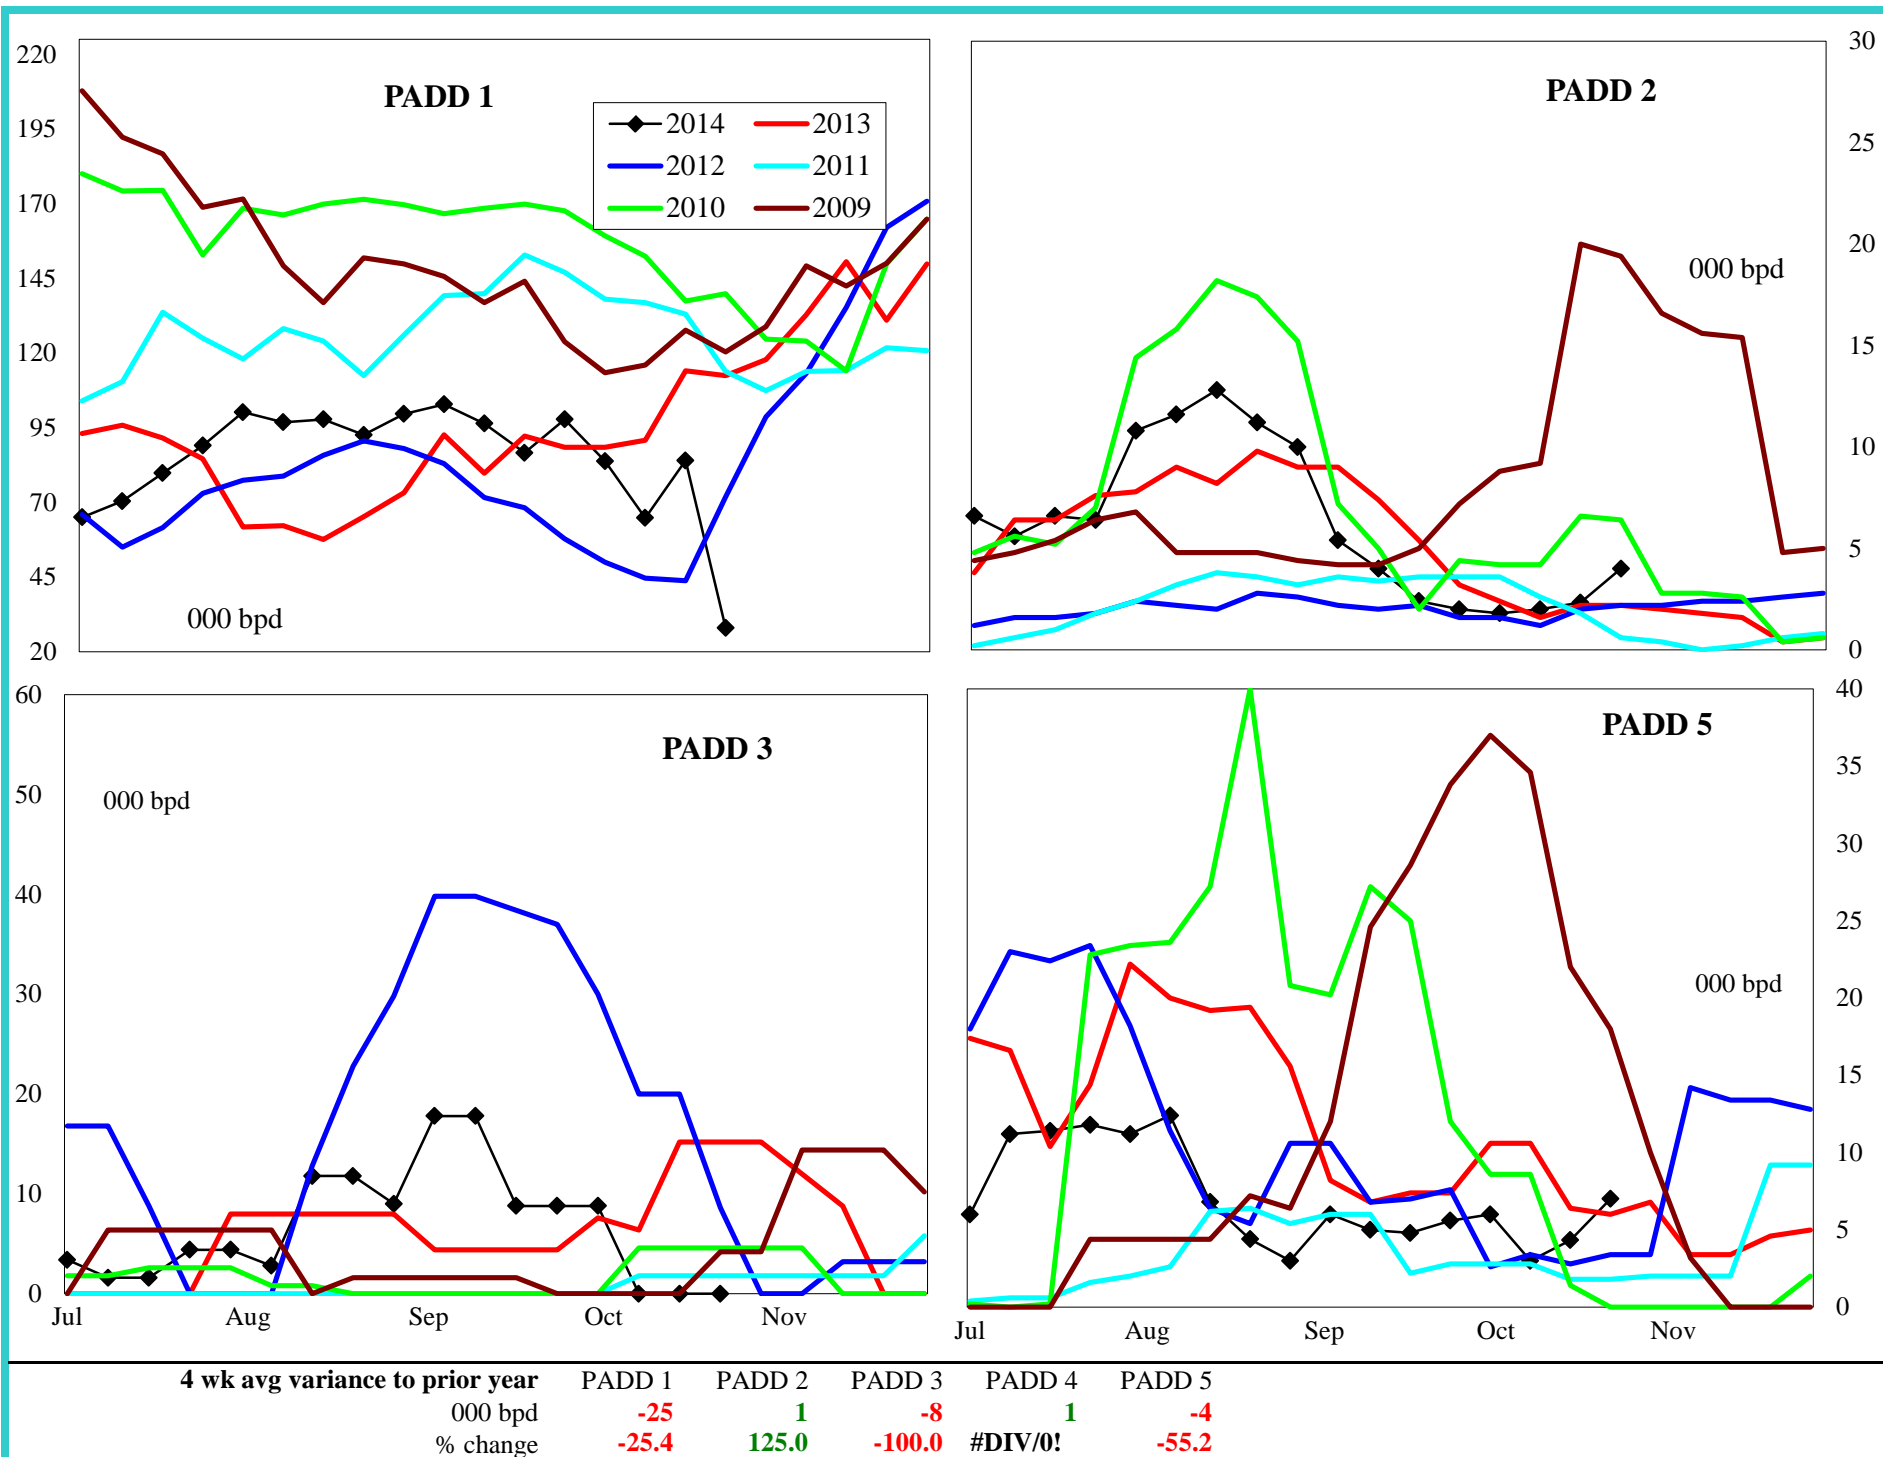 PADD 1
220
195
170
145
120
95
70
45
20
2014 2013
2012 2011
2010 2009
000 bpd
PADD 2
30
25
20
15
10
5
0
000 bpd
PADD 3
60
50
40
30
20
10
0
000 bpd
Jul Aug Sep Oct Nov
PADD 5
40
35
30
25
20
15
10
5
0
000 bpd
Jul Aug Sep Oct Nov
4 wk avg variance to prior year PADD 1 PADD 2 PADD 3 PADD 4 PADD 5
000 bpd -25 1 -8 1 -4
% change -25.4 125.0 -100.0 #DIV/0! -55.2